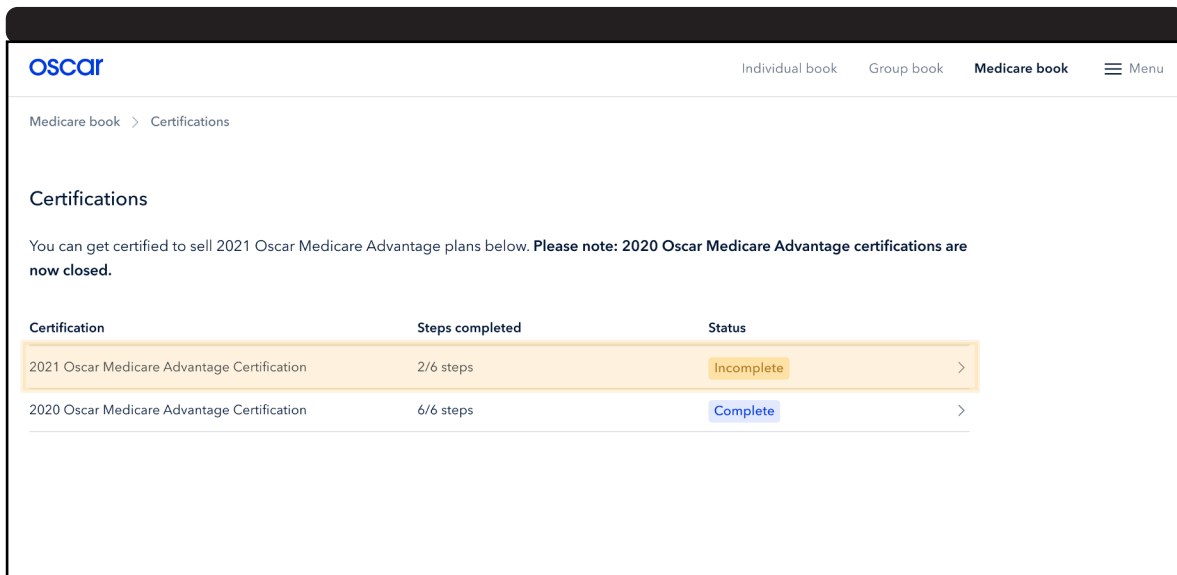 oscar
Individual book Group book Medicare book Menu
Medicare book > Certifications
Certifications
You can get certified to sell 2021 Oscar Medicare Advantage plans below. Please note: 2020 Oscar Medicare Advantage certifications are
now closed.
Certification Steps completed Status
2021 Oscar Medicare Advantage Certification 2/6 steps Incomplete
2020 Oscar Medicare Advantage Certification 6/6 steps Complete